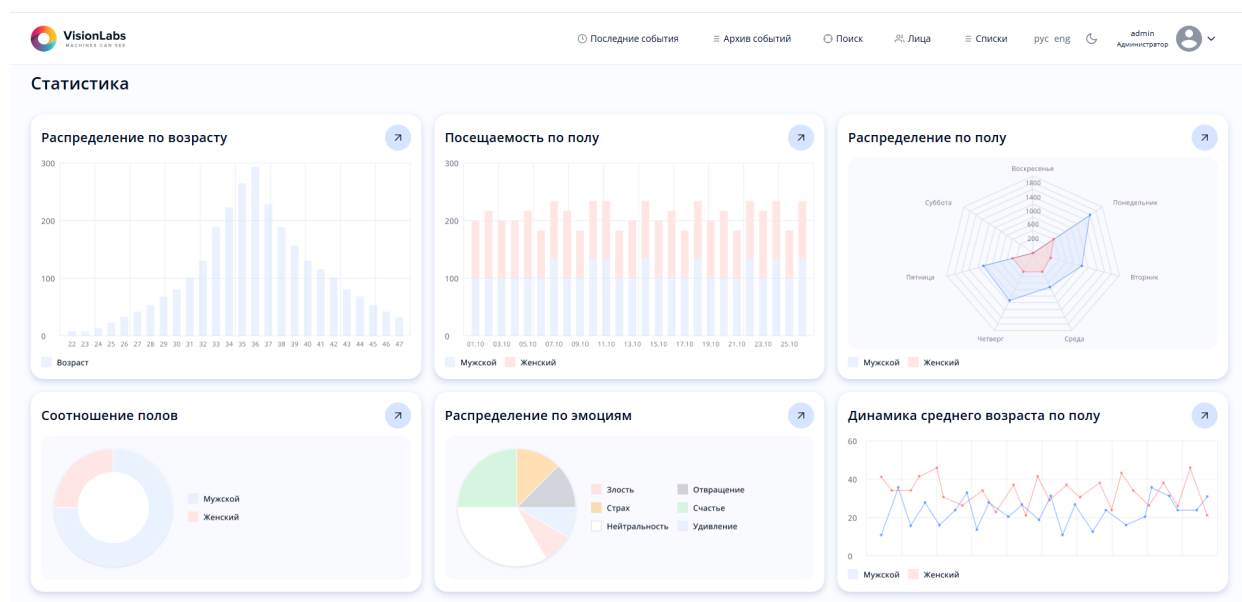 VisionLabs
MACHINES CAN SEE
Последние события
Архив событий
Поиск
Лица
Списки
рус eng
admin
Администратор
Статистика
Распределение по возрасту
300
200
100
0
22 23 24 25 26 27 28 29 30 31 32 33 34 35 36 37 38 39 40 41 42 43 44 45 46 47
Возраст
Посещаемость по полу
300
200
100
0
01.10 03.10 05.10 07.10 09.10 11.10 13.10 15.10 17.10 19.10 21.10 23.10 25.10
Мужской Женский
Распределение по полу
Воскресенье
1800
1400
1000
600
200
Суббота
Понедельник
Пятница
Вторник
Четверг
Среда
Мужской Женский
Соотношение полов
Мужской
Женский
Распределение по эмоциям
Злость Отвращение
Страх Счастье
Нейтральность Удивление
Динамика среднего возраста по полу
60
40
20
0
Мужской Женский